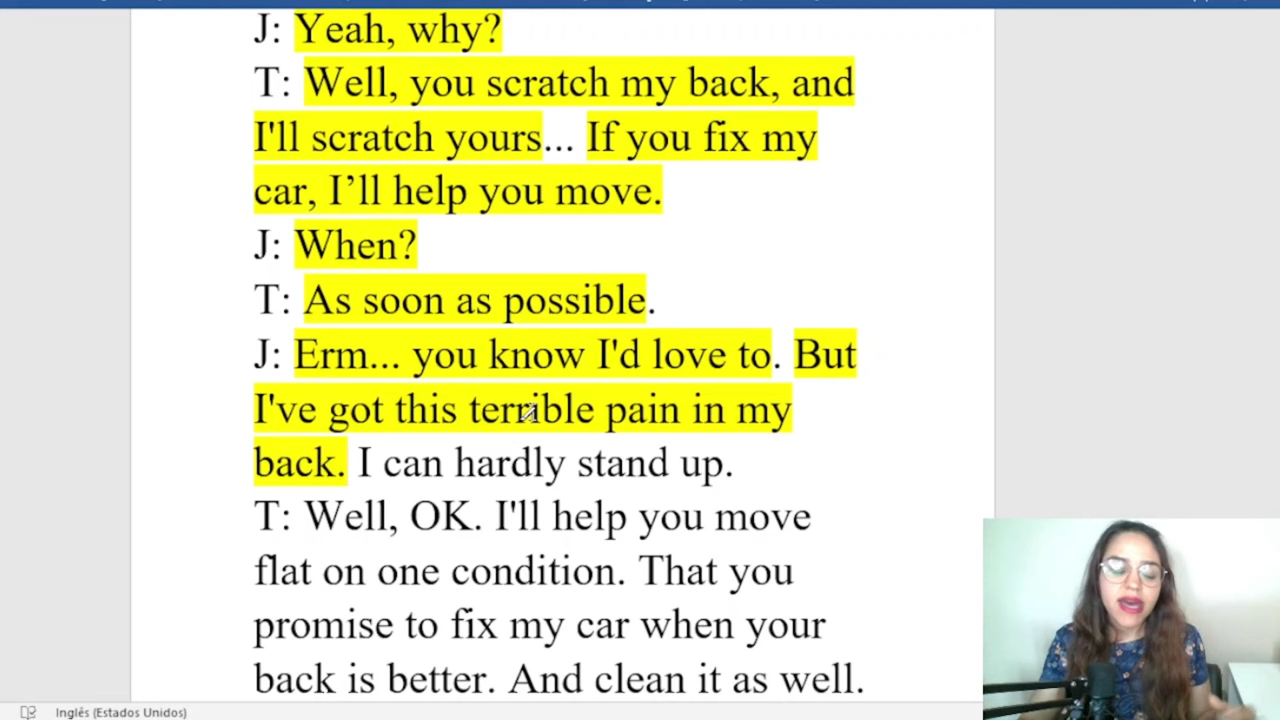 J: Yeah, why?
T: Well, you scratch my back, and
I'll scratch yours... If you fix my
car, I’ll help you move.
J: When?
T: As soon as possible.
J: Erm... you know I'd love to. But
I've got this terrible pain in my
back. I can hardly stand up.
T: Well, OK. I'll help you move
flat on one condition. That you
promise to fix my car when your
back is better. And clean it as well.
Inglês (Estados Unidos)